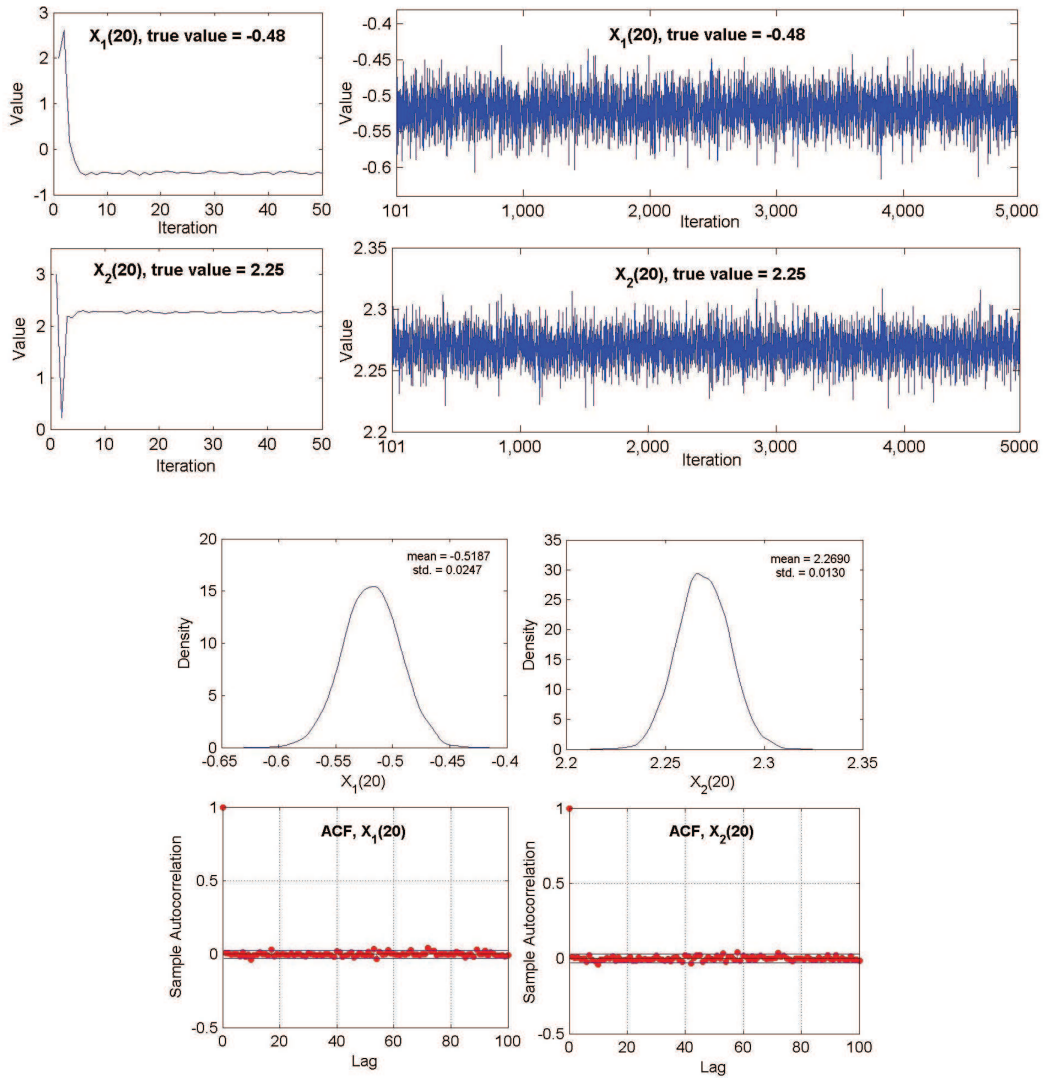 X1(20), true value = -0.48
Value
3
2
1
0
-1
0 10 20 30 40 50
Iteration
X1(20), true value = -0.48
Value
-0.4
-0.45
-0.5
-0.55
-0.6
101 1,000 2,000 3,000 4,000 5,000
Iteration
X2(20), true value = 2.25
Value
3
2
1
0
0 10 20 30 40 50
Iteration
X2(20), true value = 2.25
Value
2.35
2.3
2.25
2.2
101 1,000 2,000 3,000 4,000 5000
Iteration
mean = -0.5187
std. = 0.0247
Density
20
15
10
5
0
-0.65 -0.6 -0.55 -0.5 -0.45 -0.4
X1(20)
mean = 2.2690
std. = 0.0130
Density
35
30
25
20
15
10
5
0
2.2 2.25 2.3 2.35
X2(20)
ACF, X1(20)
Sample Autocorrelation
1
0.5
0
-0.5
0 20 40 60 80 100
Lag
ACF, X2(20)
Sample Autocorrelation
1
0.5
0
-0.5
0 20 40 60 80 100
Lag